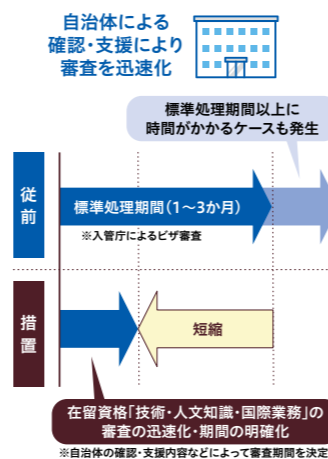 自治体による
確認・支援により
審査を迅速化
標準処理期間以上に
時間がかかるケースも発生
従前
標準処理期間(1〜3か月)
※入管庁によるビザ審査
措置
短縮
在留資格「技術・人文知識・国際業務」の
審査の迅速化・期間の明確化
※自治体の確認・支援内容などによって審査期間を決定